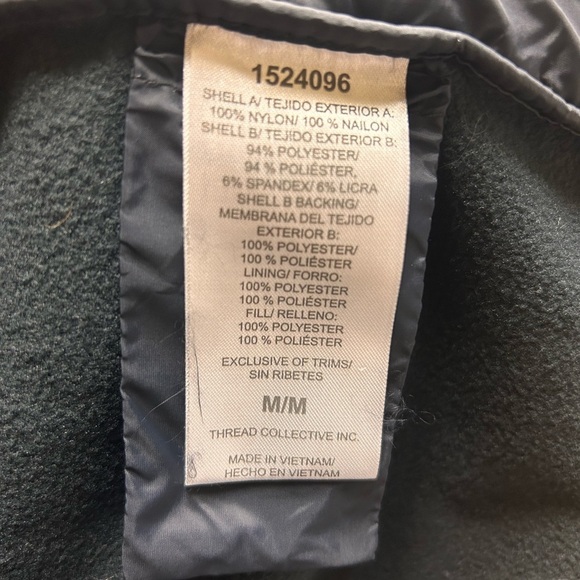 1524096
SHELL A/ TEJIDO EXTERIOR A:
100% NYLON/ 100 % NAILON
SHELL B/ TEJIDO EXTERIOR B:
94% POLYESTER/
94 % POLIÉSTER,
6% SPANDEX/ 6% LICRA
SHELL B BACKING/
MEMBRANA DEL TEJIDO
EXTERIOR B:
100% POLYESTER/
100 % POLIÉSTER
LINING/ FORRO:
100% POLYESTER
100 % POLIÉSTER
FILL/ RELLENO:
100% POLYESTER
100 % POLIÉSTER
EXCLUSIVE OF TRIMS/
SIN RIBETES
M/M
THREAD COLLECTIVE INC.
MADE IN VIETNAM/
HECHO EN VIETNAM